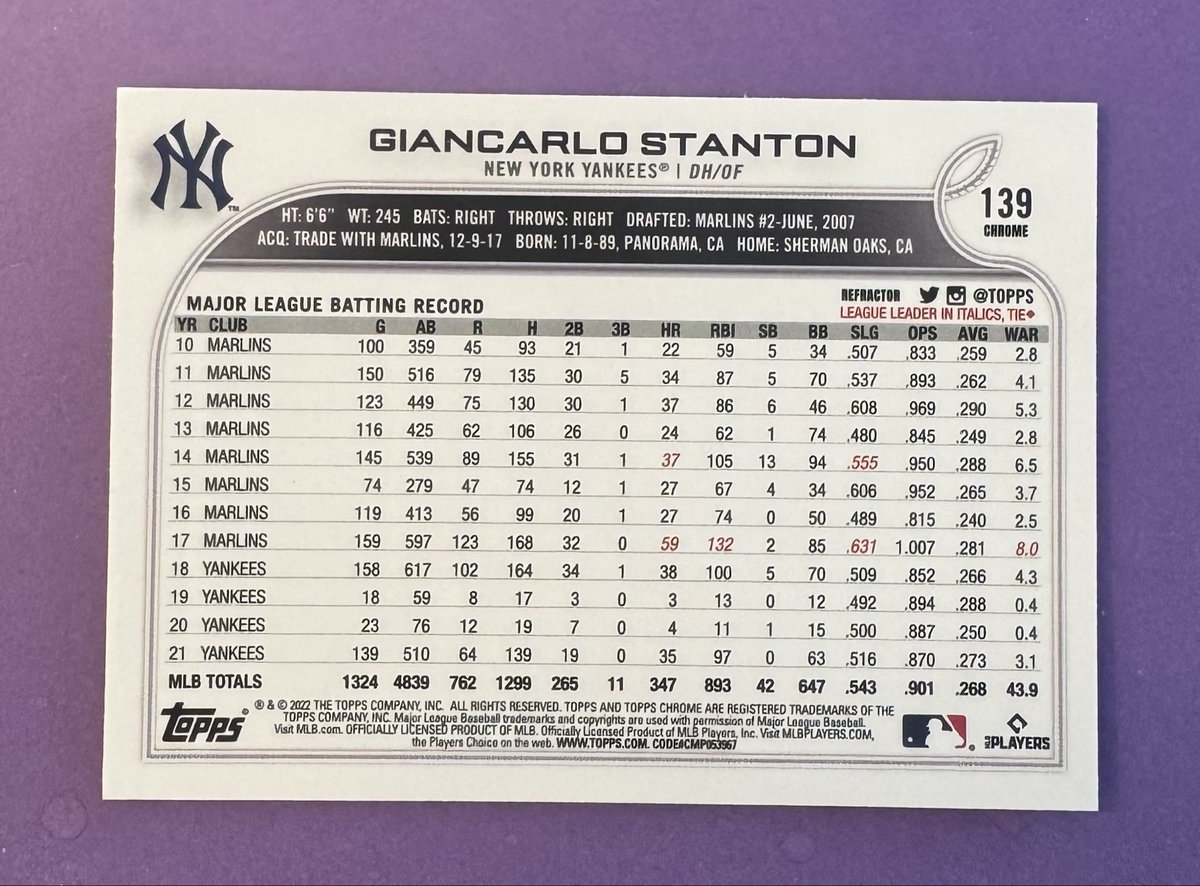 NY ™
GIANCARLO STANTON
NEW YORK YANKEES® | DH/OF
139
CHROME
HT: 6'6" WT: 245 BATS: RIGHT THROWS: RIGHT DRAFTED: MARLINS #2-JUNE, 2007
ACQ: TRADE WITH MARLINS, 12-9-17 BORN: 11-8-89, PANORAMA, CA HOME: SHERMAN OAKS, CA
REFRACTOR @TOPPS
MAJOR LEAGUE BATTING RECORD
LEAGUE LEADER IN ITALICS, TIE◆
YR CLUB G AB R H 2B 3B HR RBI SB BB SLG OPS AVG WAR
10 MARLINS 100 359 45 93 21 1 22 59 5 34 .507 .833 .259 2.8
11 MARLINS 150 516 79 135 30 5 34 87 5 70 .537 .893 .262 4.1
12 MARLINS 123 449 75 130 30 1 37 86 6 46 .608 .969 .290 5.3
13 MARLINS 116 425 62 106 26 0 24 62 1 74 .480 .845 .249 2.8
14 MARLINS 145 539 89 155 31 1 37 105 13 94 .555 .950 .288 6.5
15 MARLINS 74 279 47 74 12 1 27 67 4 34 .606 .952 .265 3.7
16 MARLINS 119 413 56 99 20 1 27 74 0 50 .489 .815 .240 2.5
17 MARLINS 159 597 123 168 32 0 59 132 2 85 .631 1.007 .281 8.0
18 YANKEES 158 617 102 164 34 1 38 100 5 70 .509 .852 .266 4.3
19 YANKEES 18 59 8 17 3 0 3 13 0 12 .492 .894 .288 0.4
20 YANKEES 23 76 12 19 7 0 4 11 1 15 .500 .887 .250 0.4
21 YANKEES 139 510 64 139 19 0 35 97 0 63 .516 .870 .273 3.1
MLB TOTALS 1324 4839 762 1299 265 11 347 893 42 647 .543 .901 .268 43.9
TOPPS®
® & © 2022 THE TOPPS COMPANY, INC. ALL RIGHTS RESERVED. TOPPS AND TOPPS CHROME ARE REGISTERED TRADEMARKS OF THE
TOPPS COMPANY, INC. Major League Baseball trademarks and copyrights are used with permission of Major League Baseball.
Visit MLB.com. OFFICIALLY LICENSED PRODUCT OF MLB. Officially Licensed Product of MLB Players, Inc. Visit MLBPLAYERS.COM,
the Players Choice on the web. WWW.TOPPS.COM. CODE#CMP053967
MLB PLAYERS